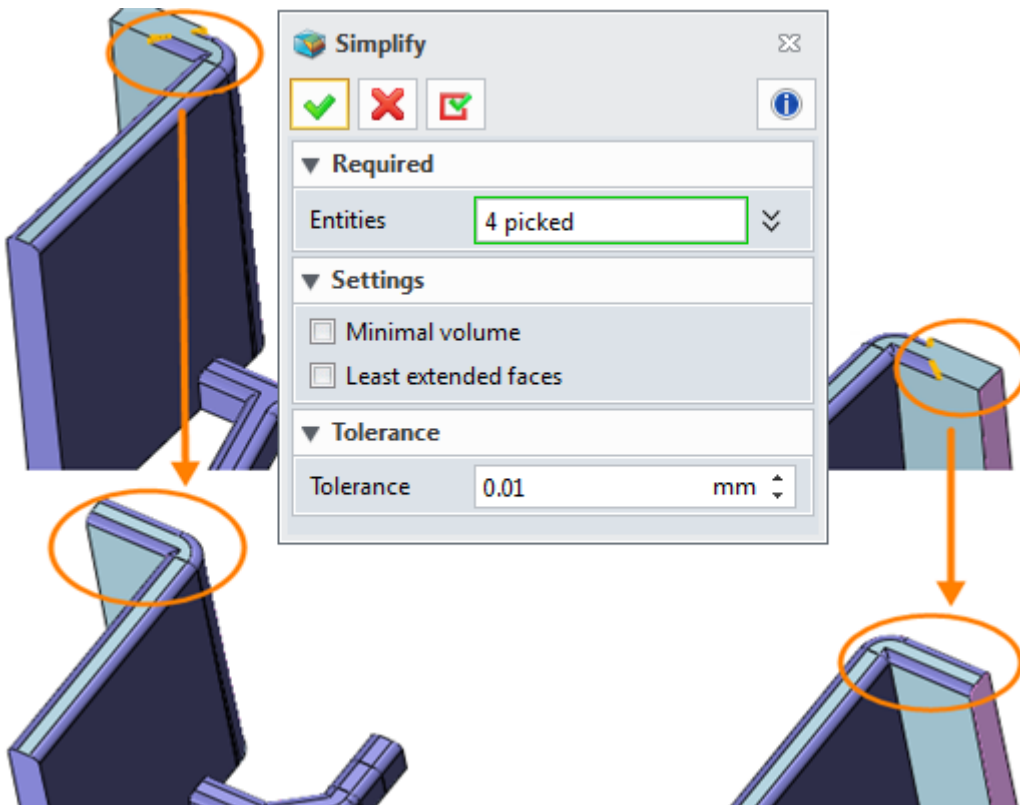 Simplify
Required
Entities 4 picked
Settings
Minimal volume
Least extended faces
Tolerance
Tolerance 0.01 mm